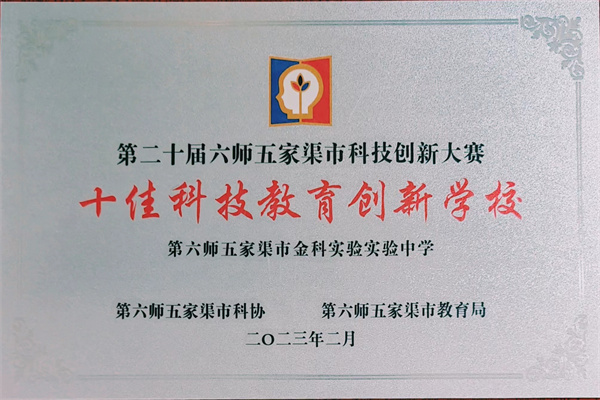 第二十届六师五家渠市科技创新大赛
十佳科技教育创新学校
第六师五家渠市金科实验实验中学
第六师五家渠市科协 第六师五家渠市教育局
二〇二三年二月